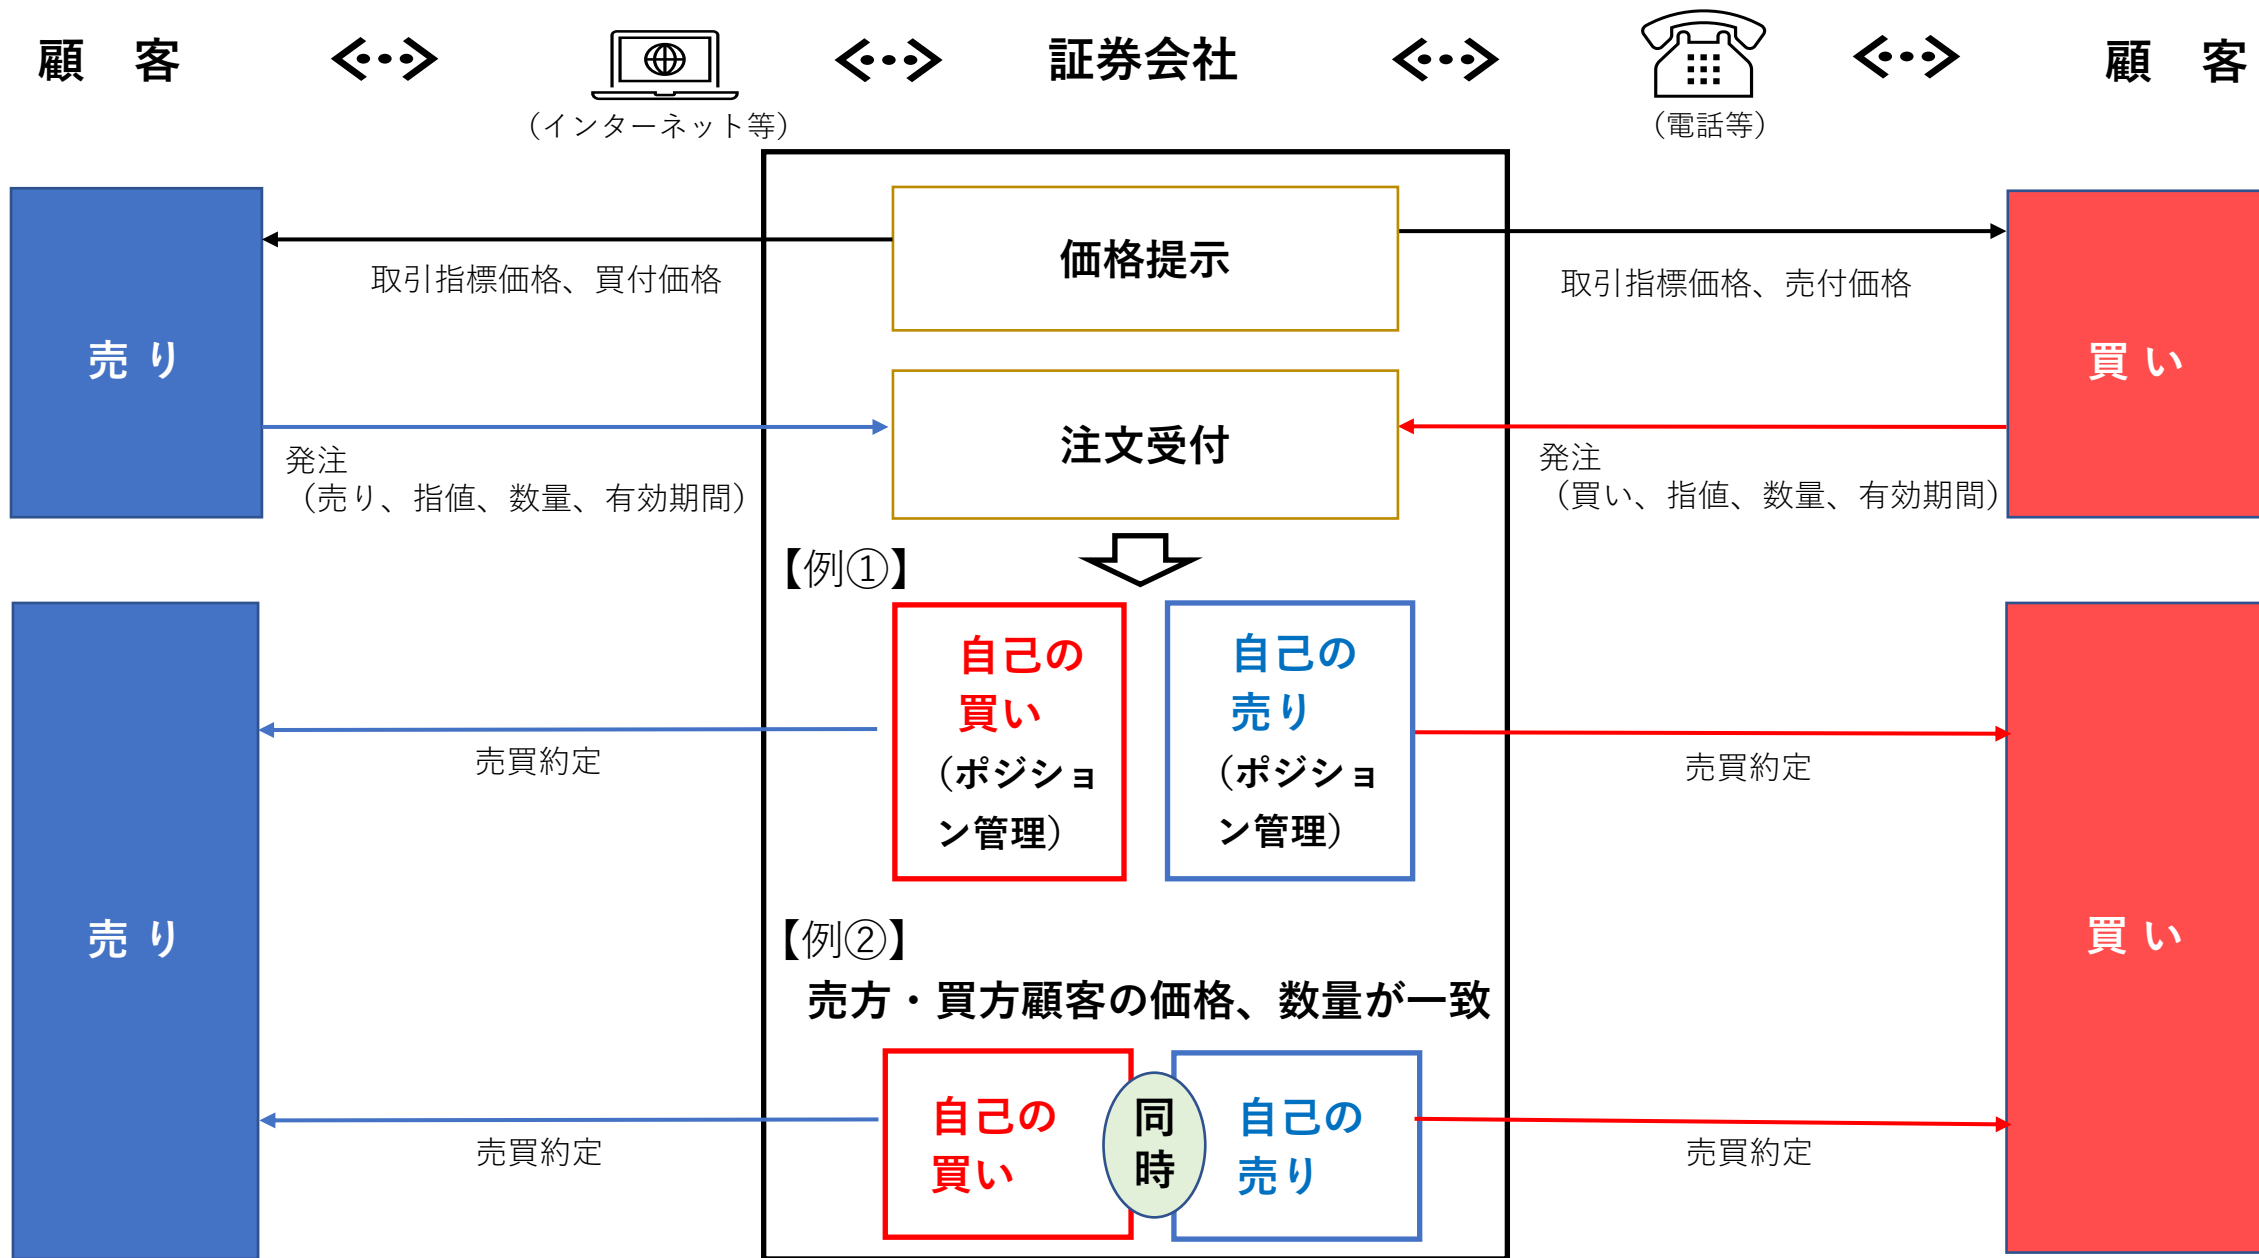 顧　客
証券会社
顧　客
（インターネット等）
（電話等）
価格提示
取引指標価格、買付価格
取引指標価格、売付価格
売り
買い
注文受付
発注
（売り、指値、数量、有効期間）
発注
（買い、指値、数量、有効期間）
【例①】
自己の
買い
（ポジショ
ン管理）
自己の
売り
（ポジショ
ン管理）
売買約定
売買約定
売り
買い
【例②】
売方・買方顧客の価格、数量が一致
自己の
買い
同
時
自己の
売り
売買約定
売買約定